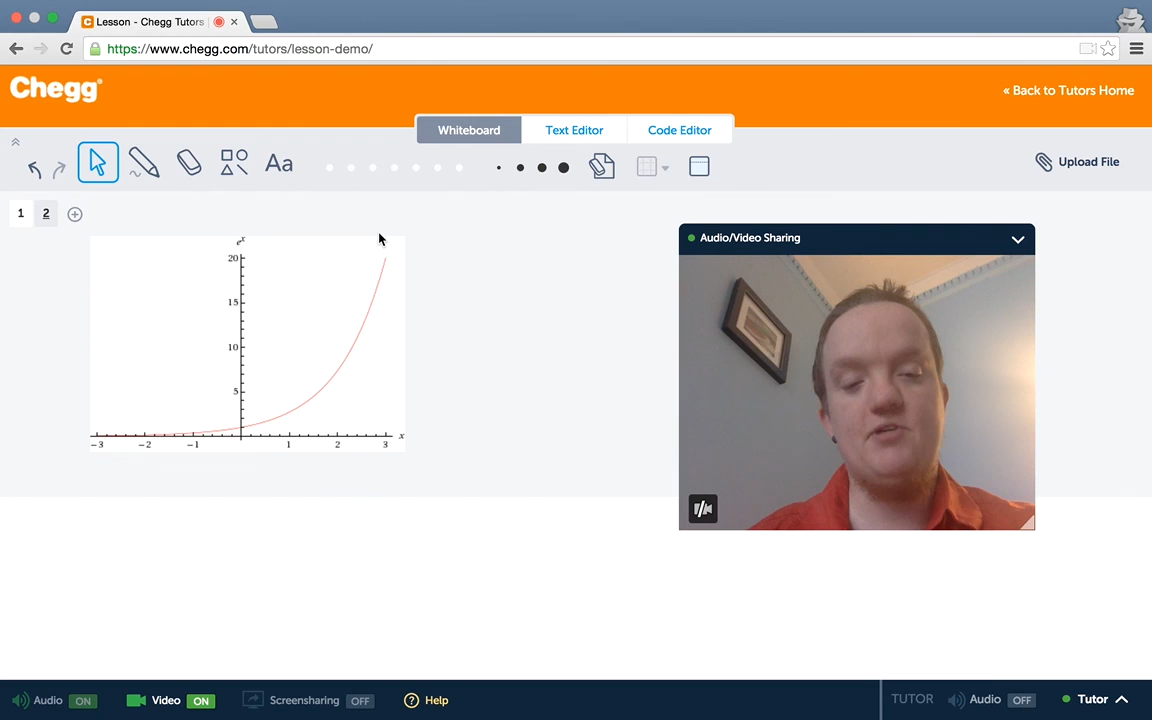 Lesson - Chegg Tutors
https://www.chegg.com/tutors/lesson-demo/
Chegg
« Back to Tutors Home
Whiteboard
Text Editor
Code Editor
Aa
Upload File
1
2
Audio/Video Sharing
eˣ
20
15
10
5
-3 -2 -1 1 2 3 x
Audio ON
Video ON
Screensharing OFF
? Help
TUTOR
Audio OFF
Tutor